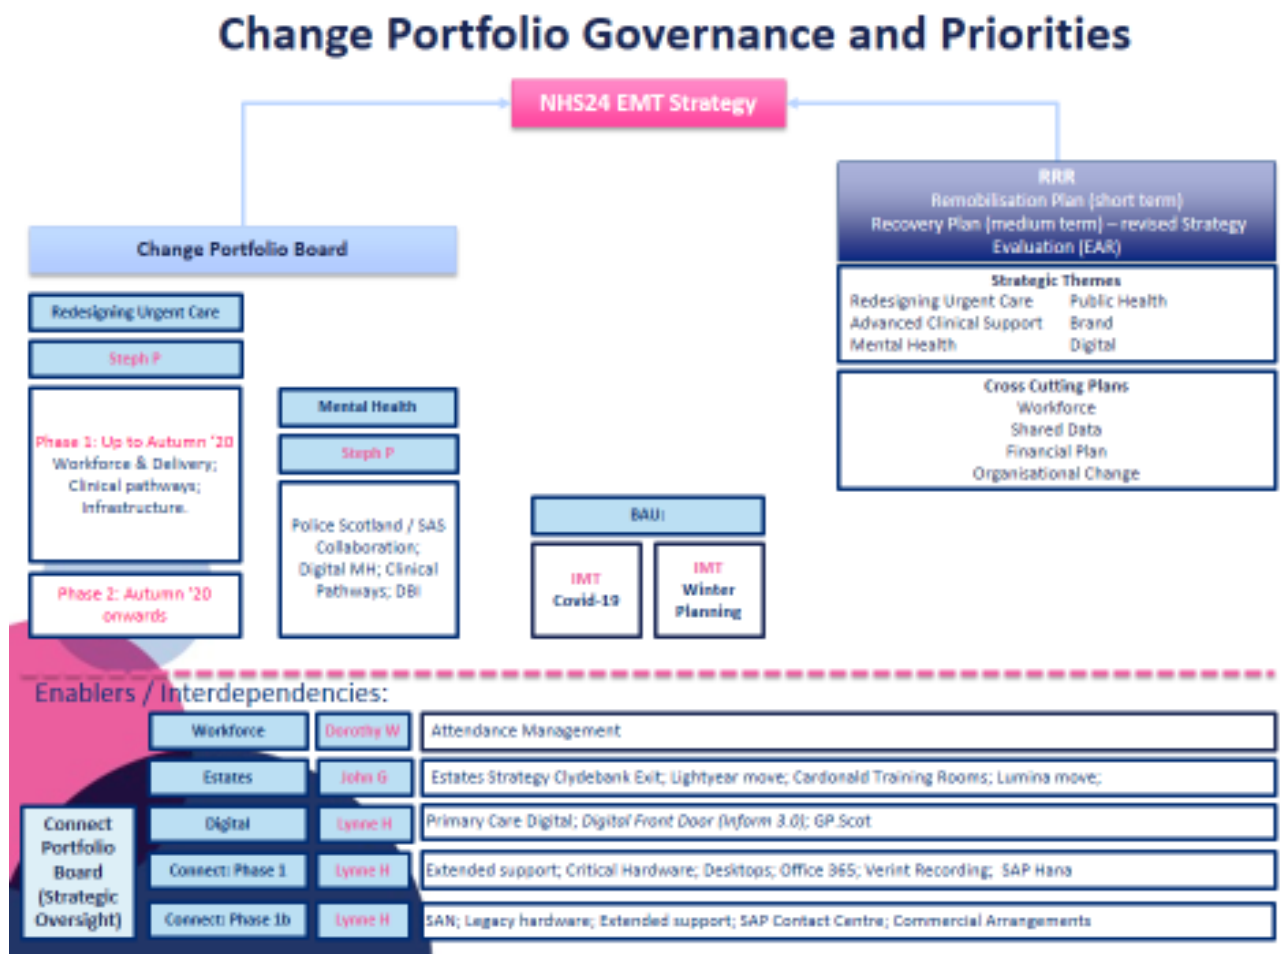 Change Portfolio Governance and Priorities
NHS24 EMT Strategy
RRR
Remobilisation Plan (short term)
Recovery Plan (medium term) – revised Strategy
Evaluation (EAR)
Change Portfolio Board
Strategic Themes
Redesigning Urgent Care Public Health
Advanced Clinical Support Brand
Mental Health Digital
Cross Cutting Plans
Workforce
Shared Data
Financial Plan
Organisational Change
Redesigning Urgent Care
Steph P
Phase 1: Up to Autumn '20
Workforce & Delivery;
Clinical pathways;
Infrastructure.
Phase 2: Autumn '20
onwards
Mental Health
Steph P
Police Scotland / SAS
Collaboration;
Digital MH; Clinical
Pathways; DBI
BAU:
IMT
Covid-19
IMT
Winter
Planning
Enablers / Interdependencies:
Workforce Dorothy W Attendance Management
Estates John G Estates Strategy Clydebank Exit; Lightyear move; Cardonald Training Rooms; Lumina move;
Connect
Portfolio
Board
(Strategic
Oversight)
Digital Lynne H Primary Care Digital; Digital Front Door (Inform 3.0); GP.Scot
Connect: Phase 1 Lynne H Extended support; Critical Hardware; Desktops; Office 365; Verint Recording; SAP Hana
Connect: Phase 1b Lynne H SAN; Legacy hardware; Extended support; SAP Contact Centre; Commercial Arrangements